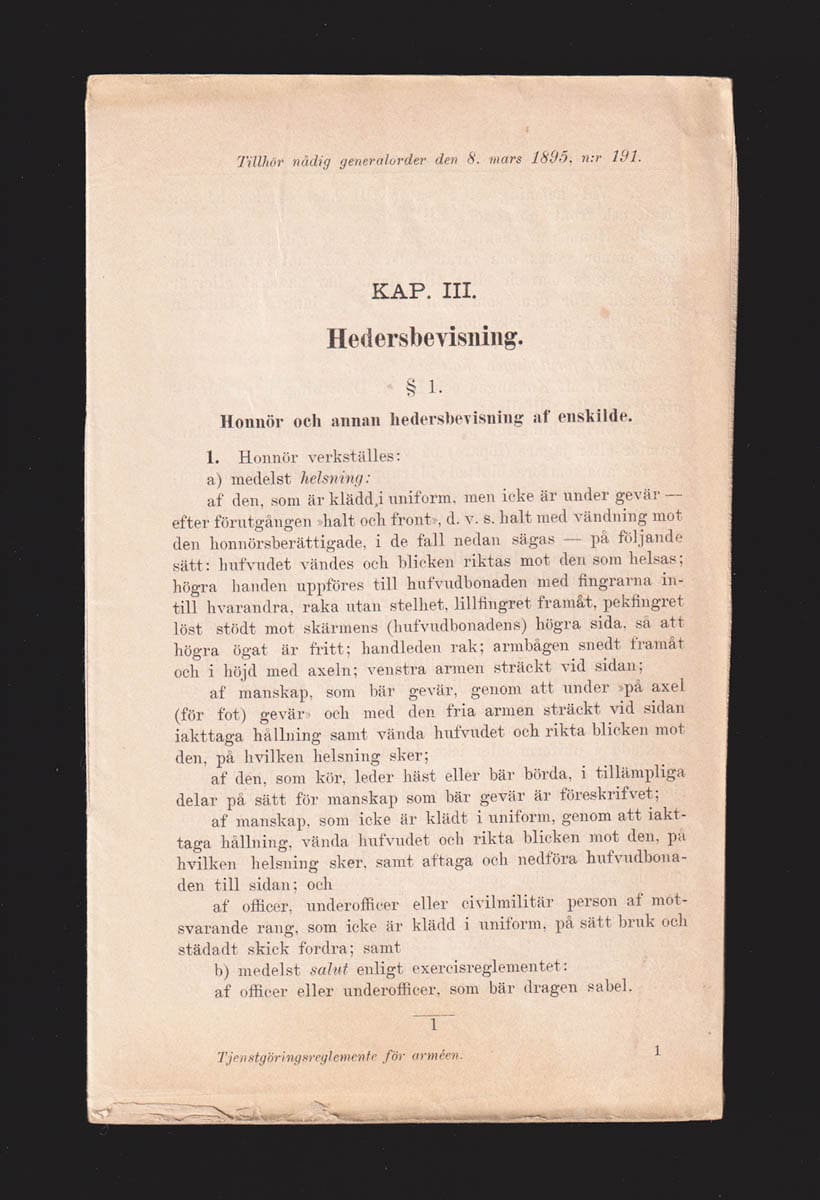 Tillhör nådig generalorder den 8. mars 1895, n:r 191.
KAP. III.
Hedersbevisning.
§ 1.
Honnör och annan hedersbevisning af enskilde.
1. Honnör verkställes:
a) medelst helsning:
af den, som är klädd,i uniform, men icke är under gevär —
efter förutgången »halt och front», d. v. s. halt med vändning mot
den honnörsberättigade, i de fall nedan sägas — på följande
sätt: hufvudet vändes och blicken riktas mot den som helsas;
högra handen uppföres till hufvudbonaden med fingrarna in-
till hvarandra, raka utan stelhet, lillfingret framåt, pekfingret
löst stödt mot skärmens (hufvudbonadens) högra sida, så att
högra ögat är fritt; handleden rak; armbågen snedt framåt
och i höjd med axeln; venstra armen sträckt vid sidan;
af manskap, som bär gevär, genom att under »på axel
(för fot) gevär» och med den fria armen sträckt vid sidan
iakttaga hållning samt vända hufvudet och rikta blicken mot
den, på hvilken helsning sker;
af den, som kör, leder häst eller bär börda, i tillämpliga
delar på sätt för manskap som bär gevär är föreskrifvet;
af manskap, som icke är klädt i uniform, genom att iakt-
taga hållning, vända hufvudet och rikta blicken mot den, på
hvilken helsning sker, samt aftaga och nedföra hufvudbona-
den till sidan; och
af officer, underofficer eller civilmilitär person af mot-
svarande rang, som icke är klädd i uniform, på sätt bruk och
städadt skick fordra; samt
b) medelst salut enligt exercisreglementet:
af officer eller underofficer, som bär dragen sabel.
1
Tjenstgöringsreglemente för arméen.
1